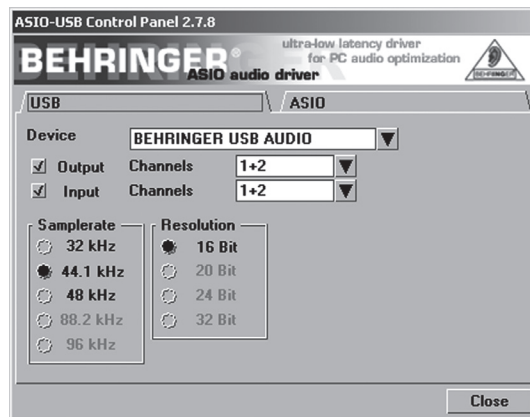 ASIO-USB Control Panel 2.7.8
BEHRINGER®
ultra-low latency driver
for PC audio optimization
ASIO audio driver
BEHRINGER
USB
ASIO
Device BEHRINGER USB AUDIO
Output Channels 1+2
Input Channels 1+2
Samplerate
32 kHz
44.1 kHz
48 kHz
88.2 kHz
96 kHz
Resolution
16 Bit
20 Bit
24 Bit
32 Bit
Close